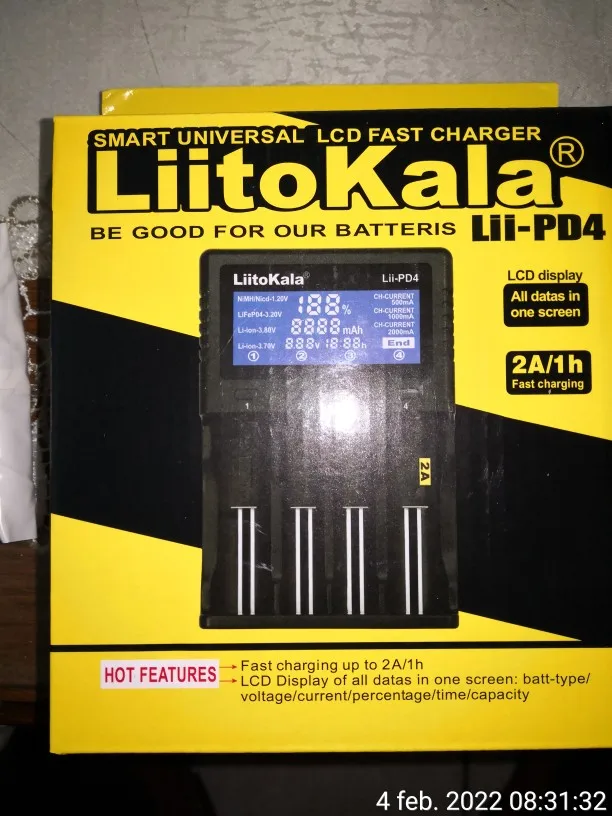 SMART UNIVERSAL LCD FAST CHARGER
LiitoKala®
BE GOOD FOR OUR BATTERIS Lii-PD4
LCD display
All datas in
one screen
2A/1h
Fast charging
LiitoKala® Lii-PD4
NiMH/Nicd-1.20V
LiFeP04-3.20V
Li-ion-3.80V
Li-ion-3.70V
188%
8888mAh
888V 18:88h
CH-CURRENT
500mA
CH-CURRENT
1000mA
CH-CURRENT
2000mA
End
① ② ③ ④
1 4
2A
HOT FEATURES
Fast charging up to 2A/1h
LCD Display of all datas in one screen: batt-type/
voltage/current/percentage/time/capacity
4 feb. 2022 08:31:32